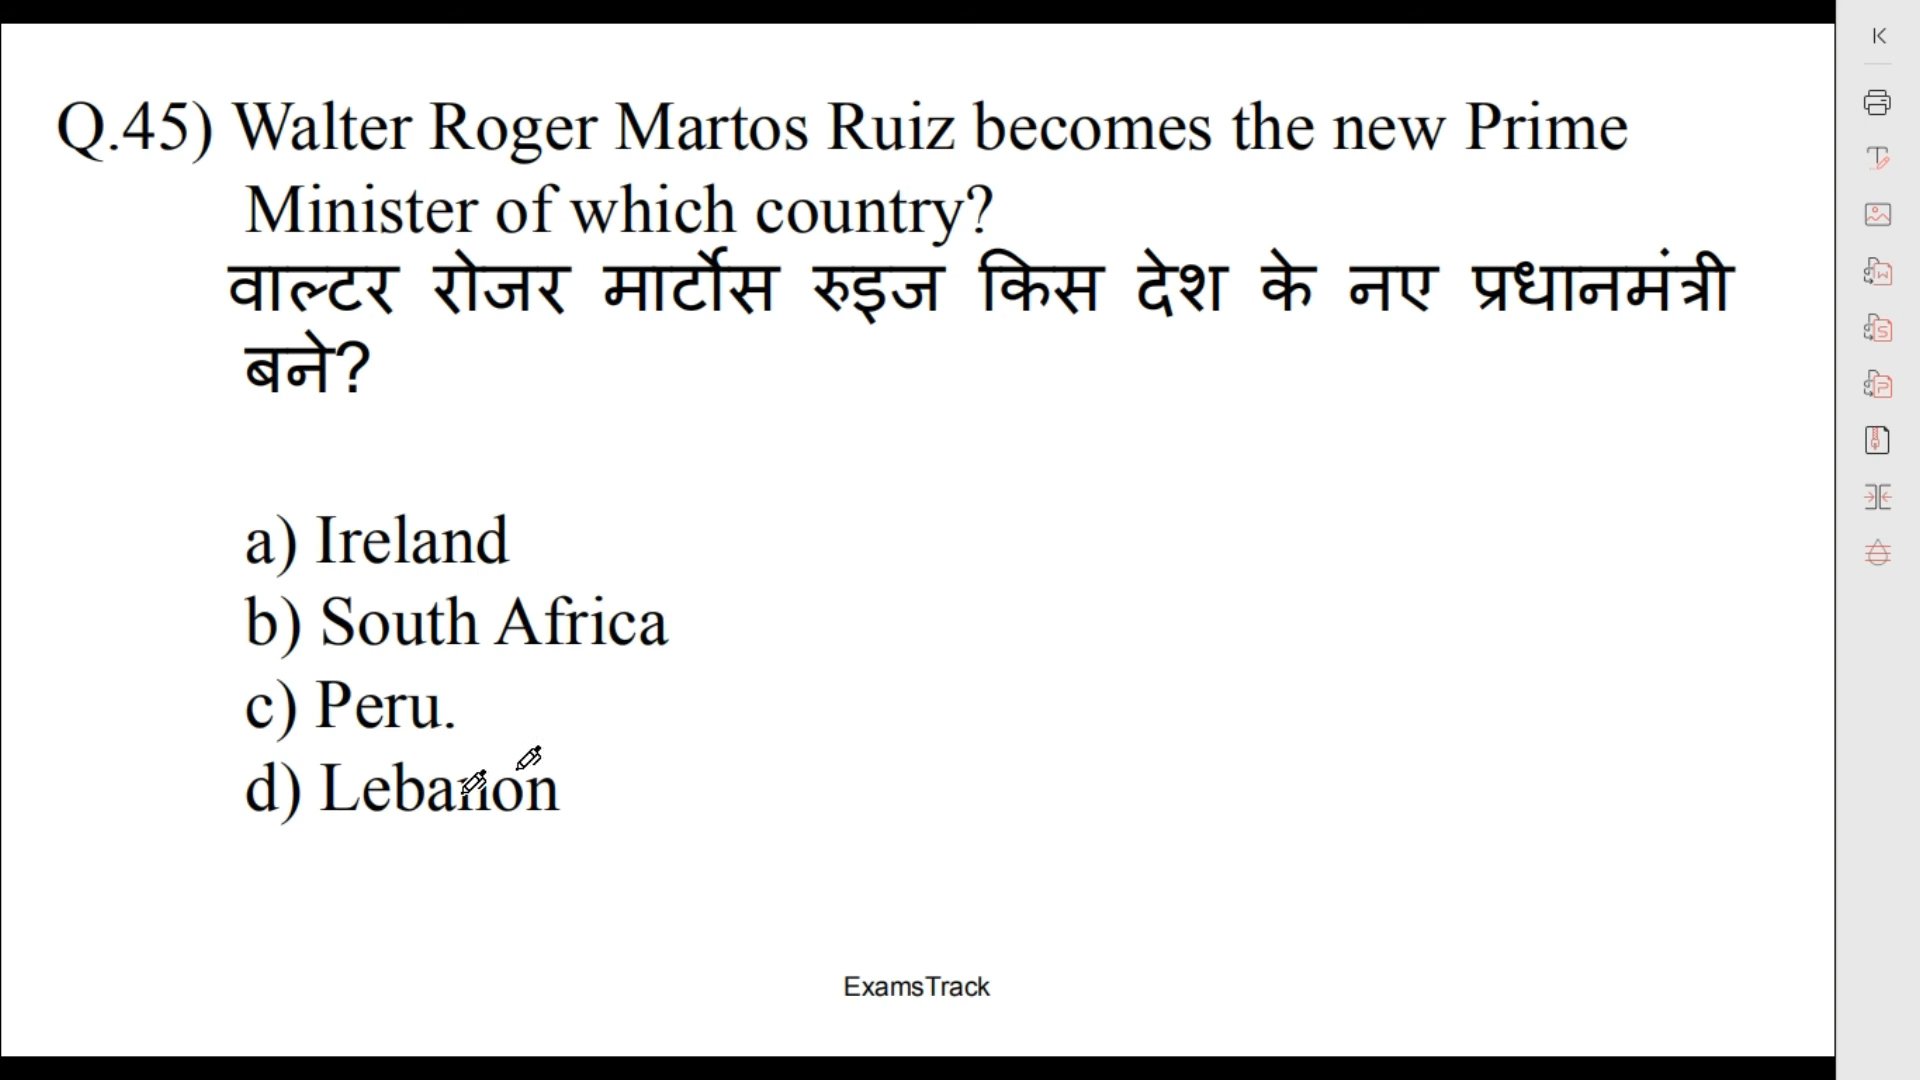 Q.45) Walter Roger Martos Ruiz becomes the new Prime
Minister of which country?
वाल्टर रोजर मार्टोस रुइज किस देश के नए प्रधानमंत्री
बने?
a) Ireland
b) South Africa
c) Peru.
d) Lebanon
ExamsTrack